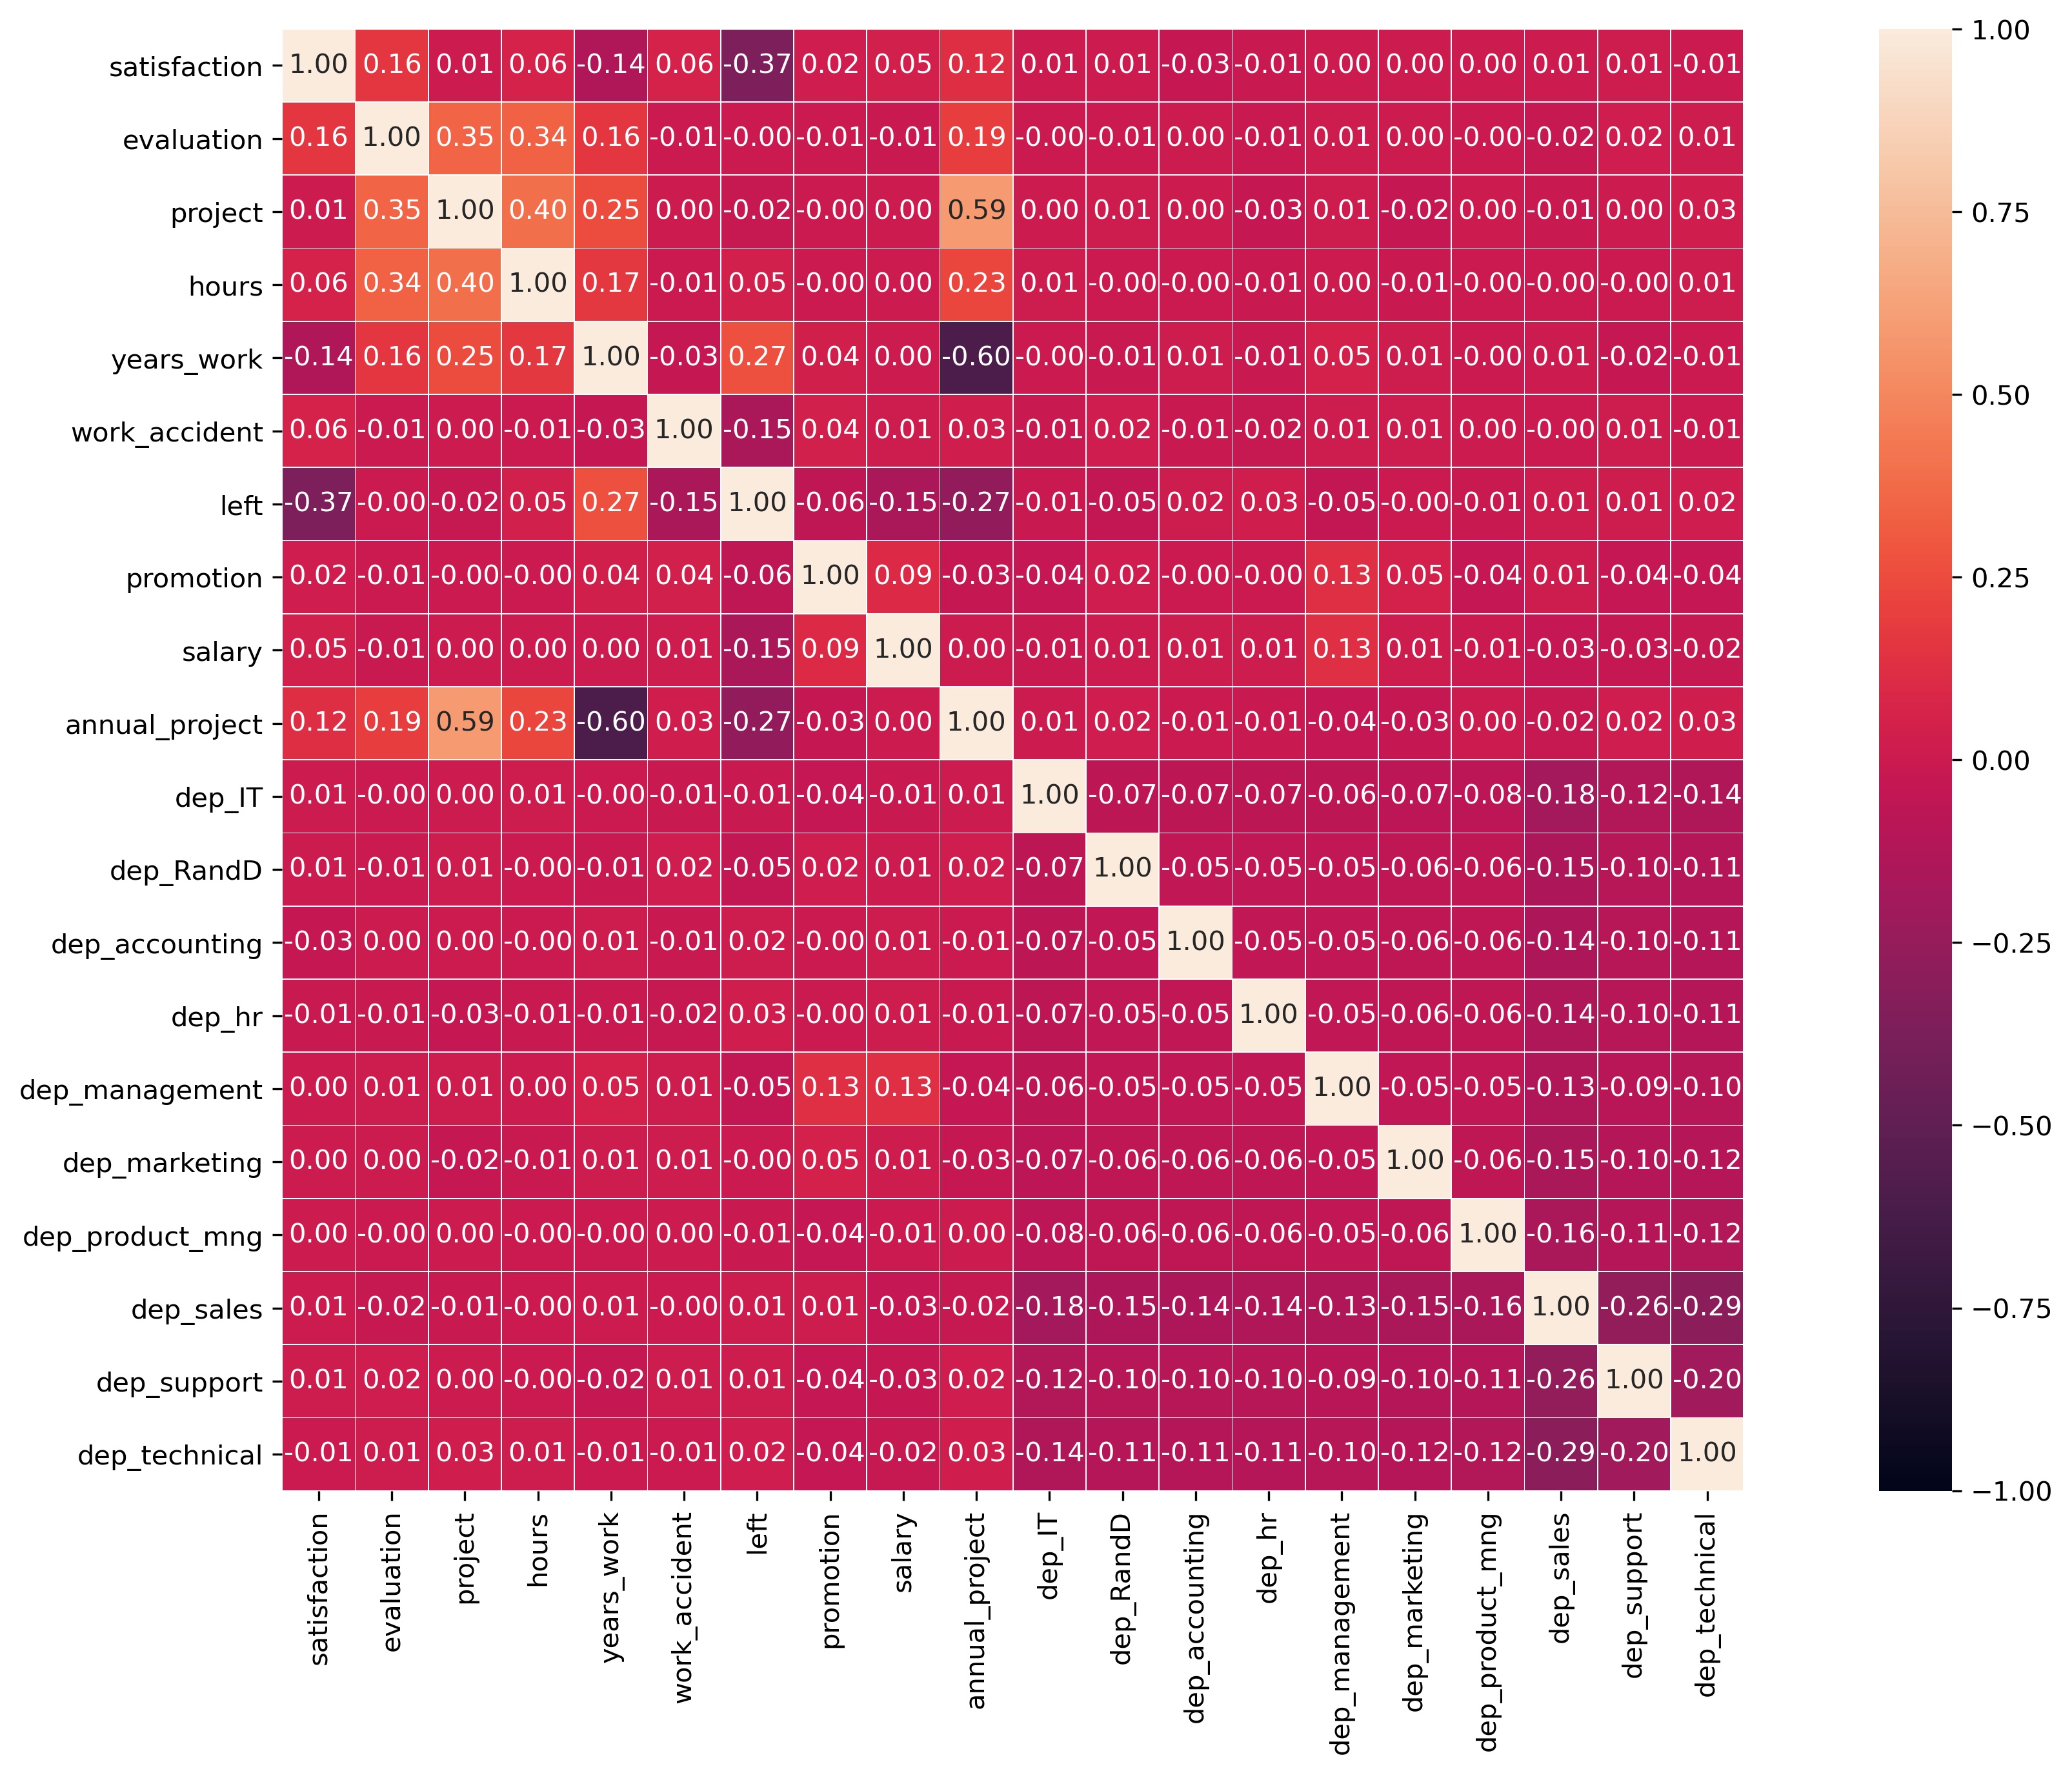 satisfaction 1.00 0.16 0.01 0.06 -0.14 0.06 -0.37 0.02 0.05 0.12 0.01 0.01 -0.03 -0.01 0.00 0.00 0.00 0.01 0.01 -0.01
evaluation 0.16 1.00 0.35 0.34 0.16 -0.01 -0.00 -0.01 -0.01 0.19 -0.00 -0.01 0.00 -0.01 0.01 0.00 -0.00 -0.02 0.02 0.01
project 0.01 0.35 1.00 0.40 0.25 0.00 -0.02 -0.00 0.00 0.59 0.00 0.01 0.00 -0.03 0.01 -0.02 0.00 -0.01 0.00 0.03
hours 0.06 0.34 0.40 1.00 0.17 -0.01 0.05 -0.00 0.00 0.23 0.01 -0.00 -0.00 -0.01 0.00 -0.01 -0.00 -0.00 -0.00 0.01
years_work -0.14 0.16 0.25 0.17 1.00 -0.03 0.27 0.04 0.00 -0.60 -0.00 -0.01 0.01 -0.01 0.05 0.01 -0.00 0.01 -0.02 -0.01
work_accident 0.06 -0.01 0.00 -0.01 -0.03 1.00 -0.15 0.04 0.01 0.03 -0.01 0.02 -0.01 -0.02 0.01 0.01 0.00 -0.00 0.01 -0.01
left -0.37 -0.00 -0.02 0.05 0.27 -0.15 1.00 -0.06 -0.15 -0.27 -0.01 -0.05 0.02 0.03 -0.05 -0.00 -0.01 0.01 0.01 0.02
promotion 0.02 -0.01 -0.00 -0.00 0.04 0.04 -0.06 1.00 0.09 -0.03 -0.04 0.02 -0.00 -0.00 0.13 0.05 -0.04 0.01 -0.04 -0.04
salary 0.05 -0.01 0.00 0.00 0.00 0.01 -0.15 0.09 1.00 0.00 -0.01 0.01 0.01 0.01 0.13 0.01 -0.01 -0.03 -0.03 -0.02
annual_project 0.12 0.19 0.59 0.23 -0.60 0.03 -0.27 -0.03 0.00 1.00 0.01 0.02 -0.01 -0.01 -0.04 -0.03 0.00 -0.02 0.02 0.03
dep_IT 0.01 -0.00 0.00 0.01 -0.00 -0.01 -0.01 -0.04 -0.01 0.01 1.00 -0.07 -0.07 -0.07 -0.06 -0.07 -0.08 -0.18 -0.12 -0.14
dep_RandD 0.01 -0.01 0.01 -0.00 -0.01 0.02 -0.05 0.02 0.01 0.02 -0.07 1.00 -0.05 -0.05 -0.05 -0.06 -0.06 -0.15 -0.10 -0.11
dep_accounting -0.03 0.00 0.00 -0.00 0.01 -0.01 0.02 -0.00 0.01 -0.01 -0.07 -0.05 1.00 -0.05 -0.05 -0.06 -0.06 -0.14 -0.10 -0.11
dep_hr -0.01 -0.01 -0.03 -0.01 -0.01 -0.02 0.03 -0.00 0.01 -0.01 -0.07 -0.05 -0.05 1.00 -0.05 -0.06 -0.06 -0.14 -0.10 -0.11
dep_management 0.00 0.01 0.01 0.00 0.05 0.01 -0.05 0.13 0.13 -0.04 -0.06 -0.05 -0.05 -0.05 1.00 -0.05 -0.05 -0.13 -0.09 -0.10
dep_marketing 0.00 0.00 -0.02 -0.01 0.01 0.01 -0.00 0.05 0.01 -0.03 -0.07 -0.06 -0.06 -0.06 -0.05 1.00 -0.06 -0.15 -0.10 -0.12
dep_product_mng 0.00 -0.00 0.00 -0.00 -0.00 0.00 -0.01 -0.04 -0.01 0.00 -0.08 -0.06 -0.06 -0.06 -0.05 -0.06 1.00 -0.16 -0.11 -0.12
dep_sales 0.01 -0.02 -0.01 -0.00 0.01 -0.00 0.01 0.01 -0.03 -0.02 -0.18 -0.15 -0.14 -0.14 -0.13 -0.15 -0.16 1.00 -0.26 -0.29
dep_support 0.01 0.02 0.00 -0.00 -0.02 0.01 0.01 -0.04 -0.03 0.02 -0.12 -0.10 -0.10 -0.10 -0.09 -0.10 -0.11 -0.26 1.00 -0.20
dep_technical -0.01 0.01 0.03 0.01 -0.01 -0.01 0.02 -0.04 -0.02 0.03 -0.14 -0.11 -0.11 -0.11 -0.10 -0.12 -0.12 -0.29 -0.20 1.00
satisfaction
evaluation
project
hours
years_work
work_accident
left
promotion
salary
annual_project
dep_IT
dep_RandD
dep_accounting
dep_hr
dep_management
dep_marketing
dep_product_mng
dep_sales
dep_support
dep_technical
1.00
0.75
0.50
0.25
0.00
−0.25
−0.50
−0.75
−1.00